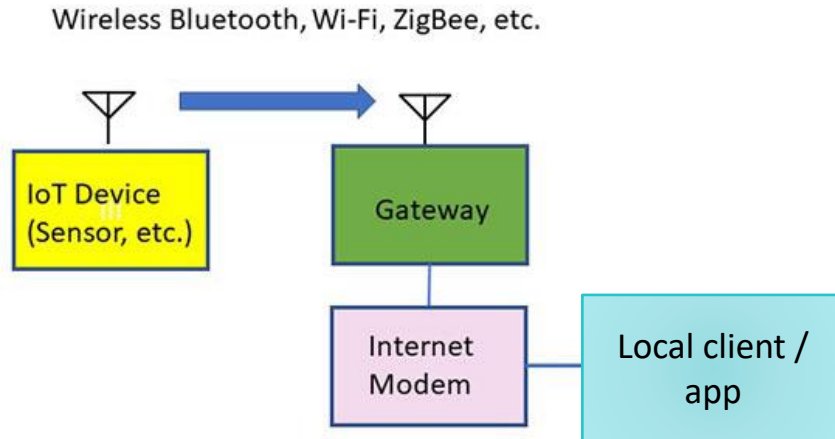 Wireless Bluetooth, Wi-Fi, ZigBee, etc.
IoT Device
(Sensor, etc.)
Gateway
Internet
Modem
Local client /
app